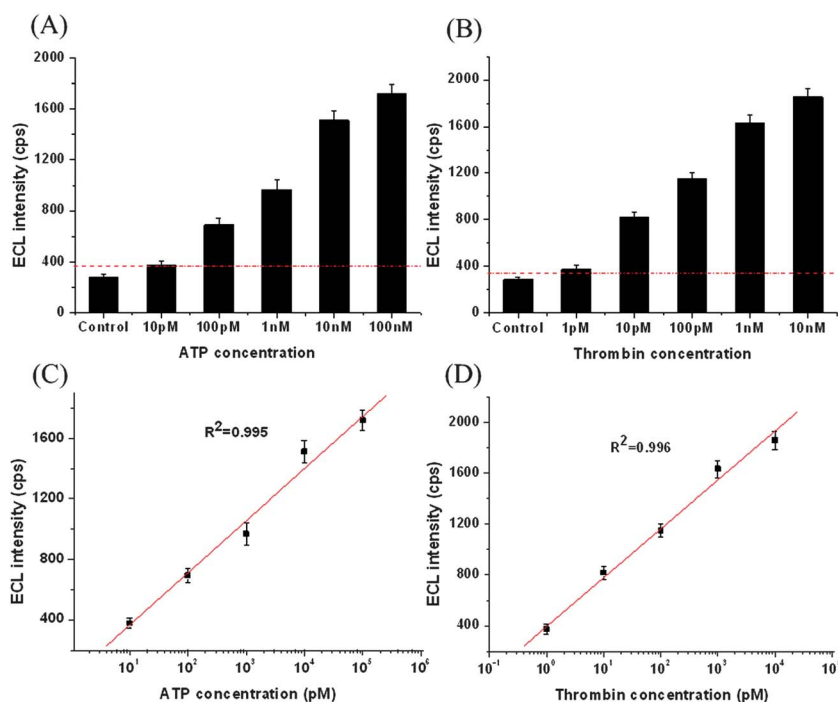 (A)
2000
1600
1200
800
400
0
ECL intensity (cps)
Control 10pM 100pM 1nM 10nM 100nM
ATP concentration
(B)
2000
1600
1200
800
400
0
ECL intensity (cps)
Control 1pM 10pM 100pM 1nM 10nM
Thrombin concentration
(C)
R²=0.995
1600
1200
800
400
ECL intensity (cps)
10¹ 10² 10³ 10⁴ 10⁵ 10⁶
ATP concentration (pM)
(D)
R²=0.996
2000
1600
1200
800
400
ECL intensity (cps)
10⁻¹ 10⁰ 10¹ 10² 10³ 10⁴ 10⁵
Thrombin concentration (pM)